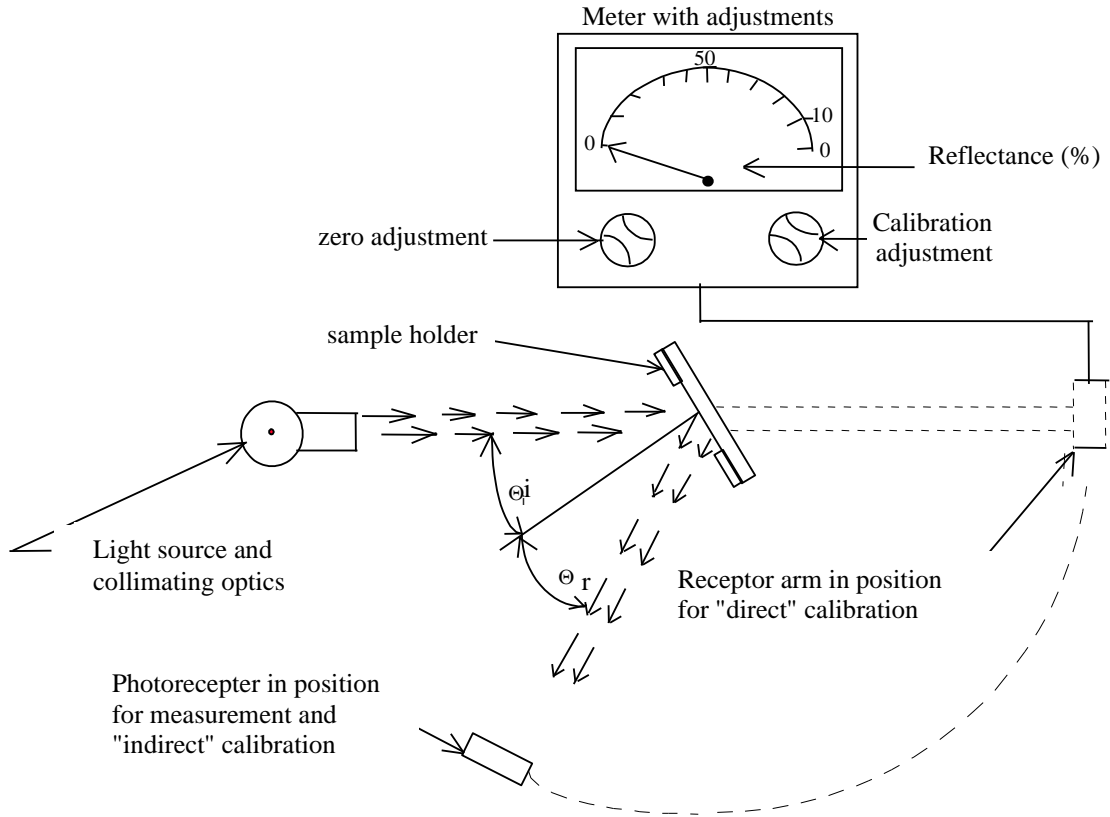 Meter with adjustments
50
10
0
0
Reflectance (%)
zero adjustment
Calibration
adjustment
sample holder
Θi i
Light source and
collimating optics
Θ r
Receptor arm in position
for "direct" calibration
Photorecepter in position
for measurement and
"indirect" calibration